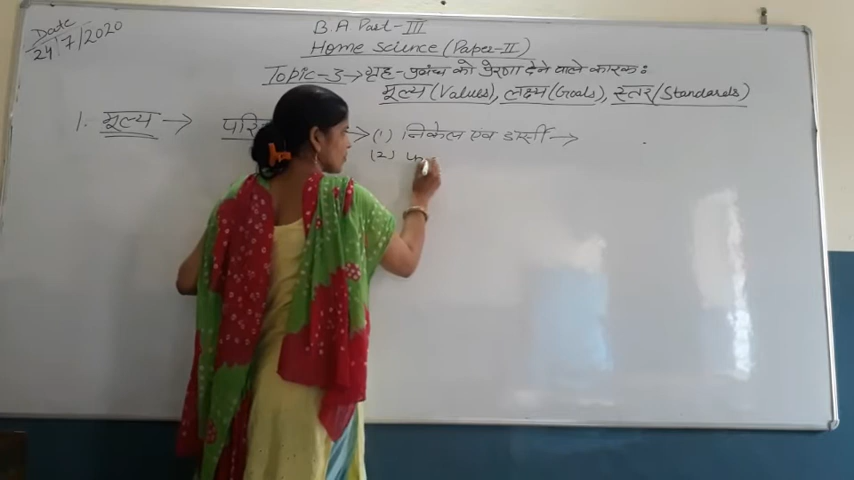 Date
24/7/2020
B A Part-III
Home Science (Paper-II)
Topic-3→ गृह-प्रबंध को प्रेरणा देने वाले कारक:
मूल्य (Values), लक्ष्य (Goals), स्तर (Standards)
1. मूल्य → → (1) निकेल एव डार्सी →
(2)